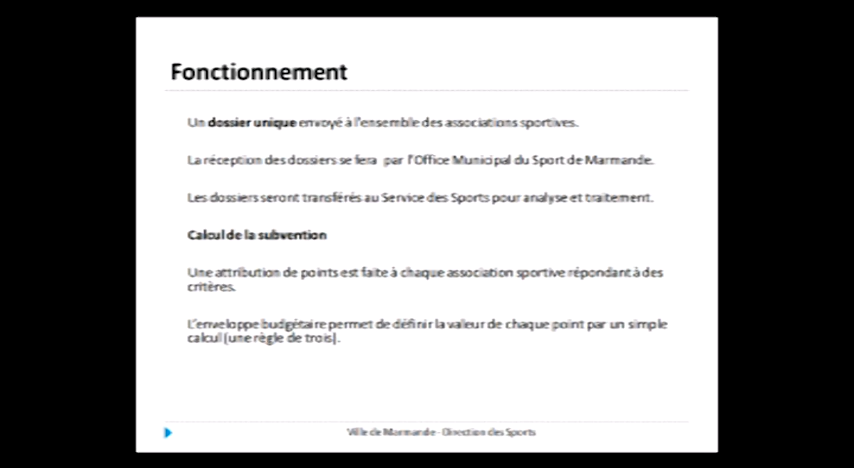 Fonctionnement
Un dossier unique envoyé à l'ensemble des associations sportives.
La réception des dossiers se fera par l'Office Municipal du Sport de Marmande.
Les dossiers seront transférés au Service des Sports pour analyse et traitement.
Calcul de la subvention
Une attribution de points est faite à chaque association sportive répondant à des
critères.
L'enveloppe budgétaire permet de définir la valeur de chaque point par un simple
calcul (une règle de trois).
Ville de Marmande - Direction des Sports